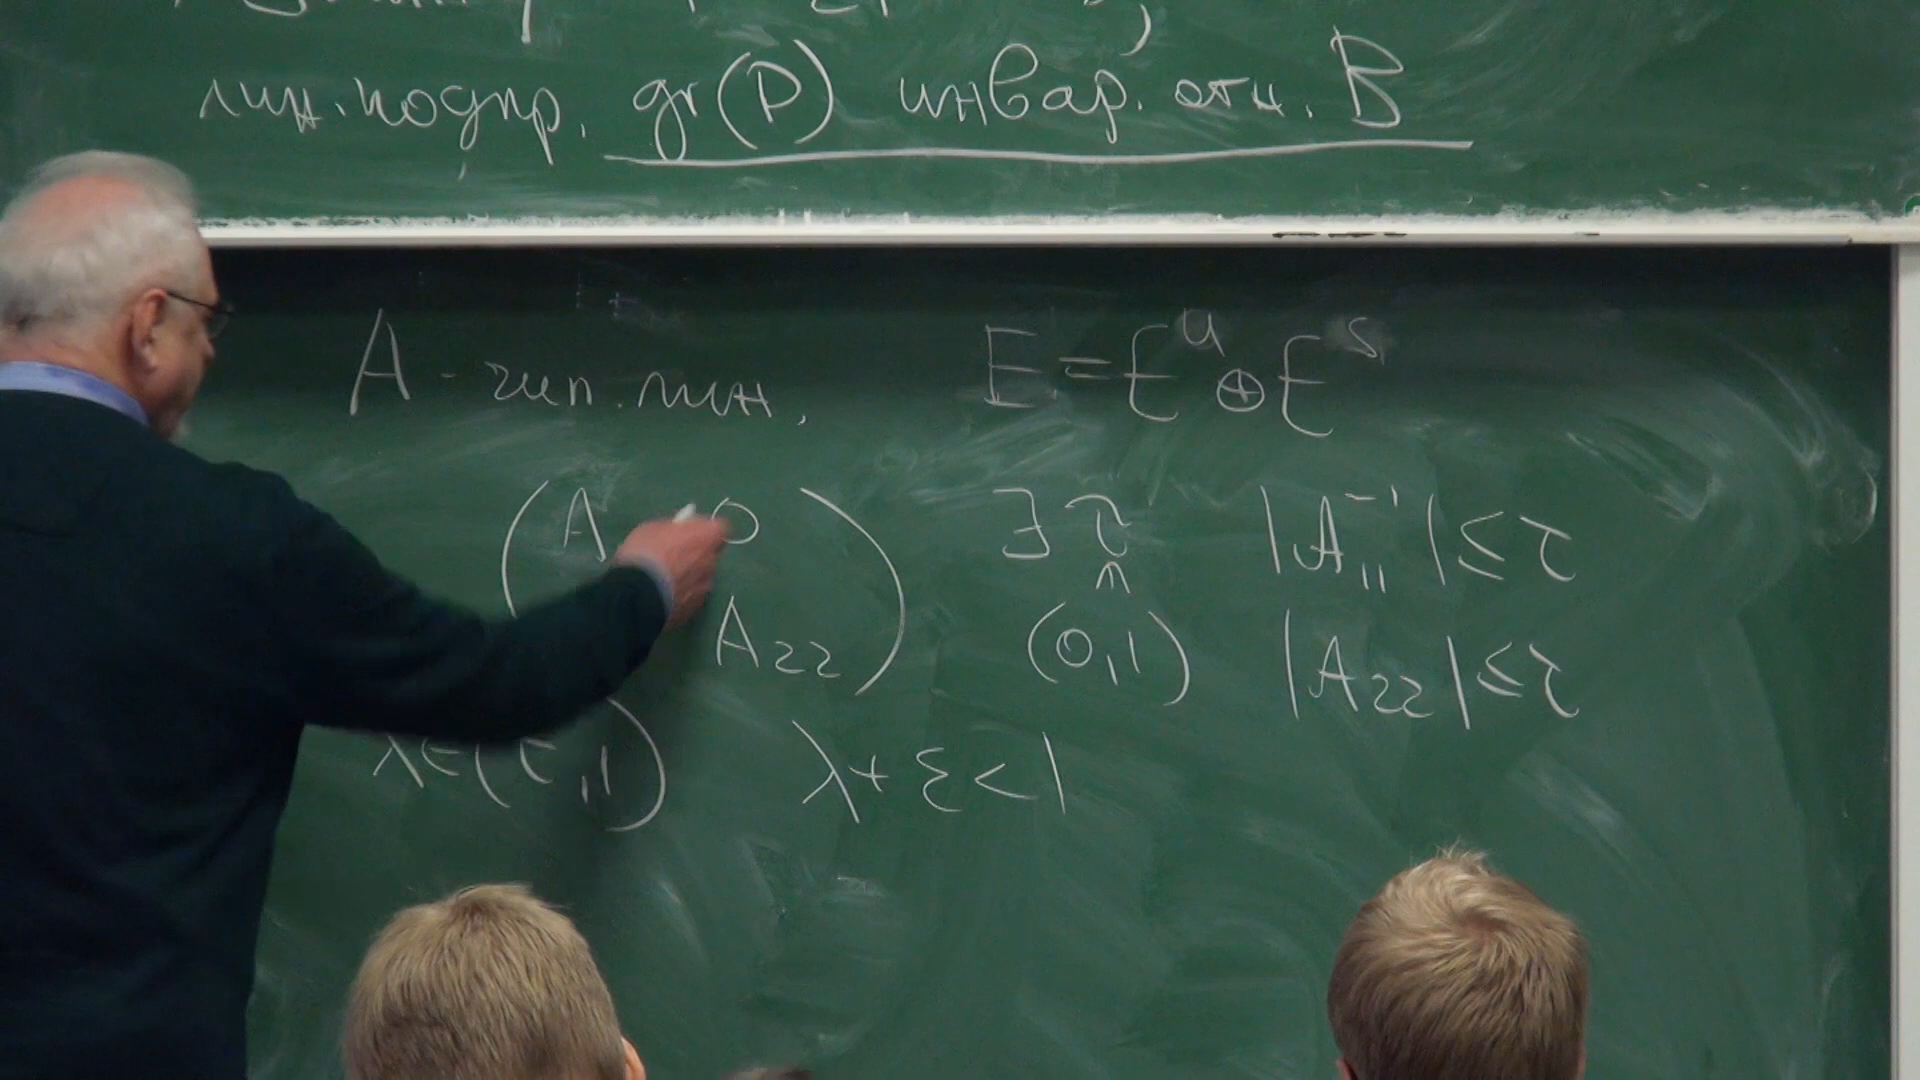 лин. подпр. gr(P) инвар. отн. B
A - гип. лин. , E = E^u ⊕ E^s
(A 0 ∃ τ |A₁₁^-1| ≤ τ
A₂₂) ∈ (0,1) |A₂₂| ≤ τ
λ ∈ (τ, 1) λ + ε < 1